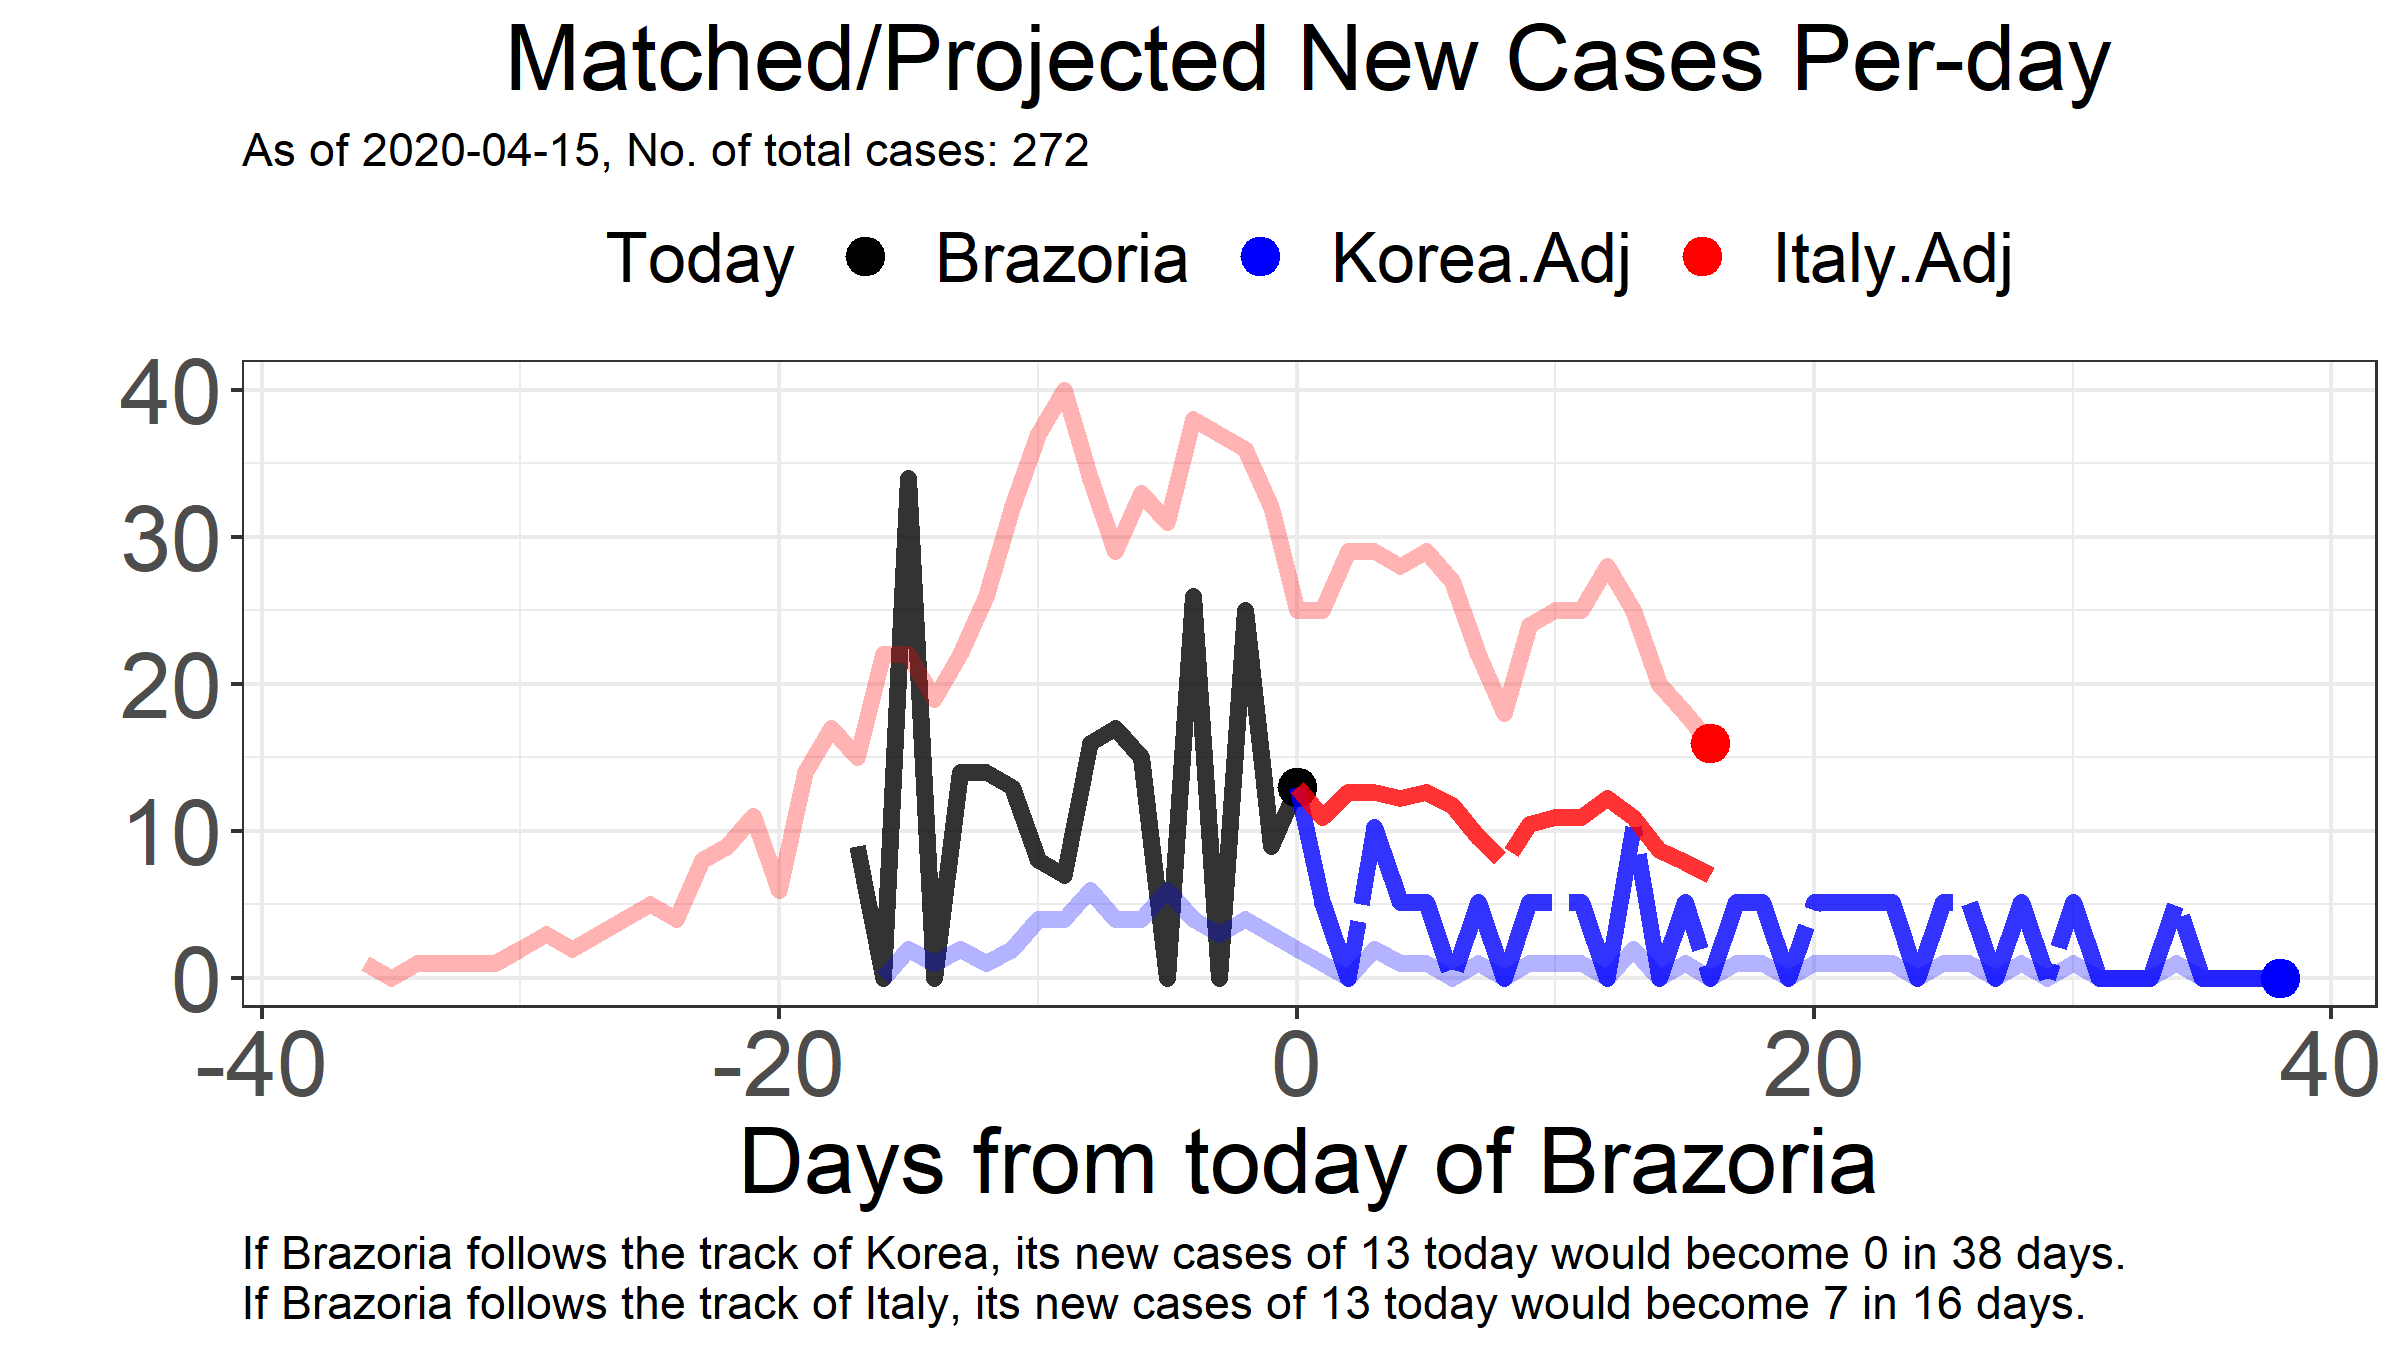 Matched/Projected New Cases Per-day
As of 2020-04-15, No. of total cases: 272
Today Brazoria Korea.Adj Italy.Adj
40
30
20
10
0
-40 -20 0 20 40
Days from today of Brazoria
If Brazoria follows the track of Korea, its new cases of 13 today would become 0 in 38 days.
If Brazoria follows the track of Italy, its new cases of 13 today would become 7 in 16 days.